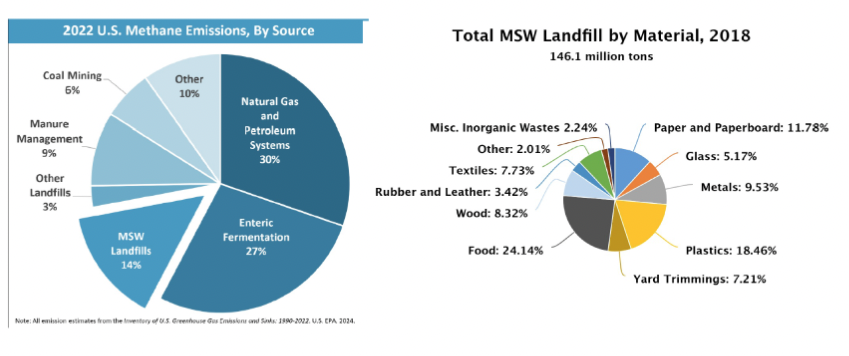 2022 U.S. Methane Emissions, By Source
Coal Mining
6%
Other
10%
Natural Gas
and
Petroleum
Systems
30%
Manure
Management
9%
Other
Landfills
3%
MSW
Landfills
14%
Enteric
Fermentation
27%
Note: All emission estimates from the Inventory of U.S. Greenhouse Gas Emissions and Sinks: 1990-2022. U.S. EPA. 2024.
Total MSW Landfill by Material, 2018
146.1 million tons
Misc. Inorganic Wastes 2.24%
Paper and Paperboard: 11.78%
Other: 2.01%
Glass: 5.17%
Textiles: 7.73%
Metals: 9.53%
Rubber and Leather: 3.42%
Wood: 8.32%
Food: 24.14%
Plastics: 18.46%
Yard Trimmings: 7.21%